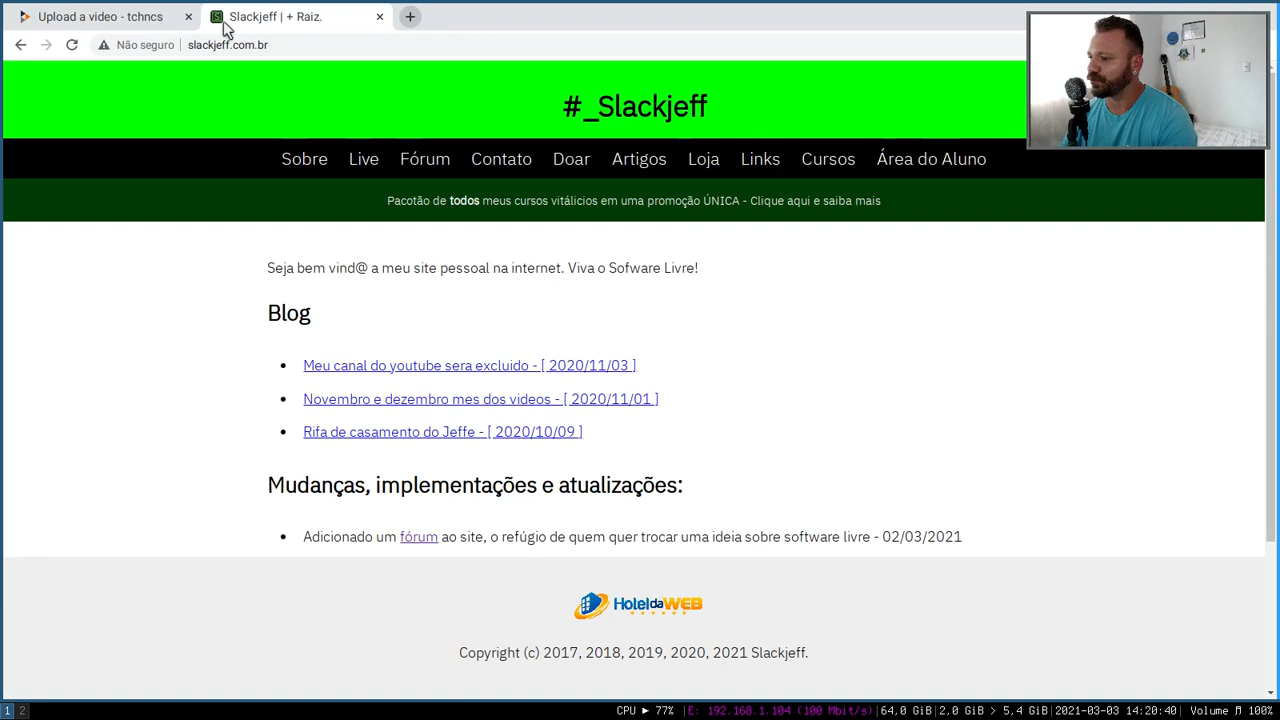 Upload a video - tchncs
Slackjeff | + Raiz.
Não seguro | slackjeff.com.br
#_Slackjeff
Sobre Live Fórum Contato Doar Artigos Loja Links Cursos Área do Aluno
Pacotão de todos meus cursos vitálicios em uma promoção ÚNICA - Clique aqui e saiba mais
Seja bem vind@ a meu site pessoal na internet. Viva o Sofware Livre!
Blog
Meu canal do youtube sera excluido - [ 2020/11/03 ]
Novembro e dezembro mes dos videos - [ 2020/11/01 ]
Rifa de casamento do Jeffe - [ 2020/10/09 ]
Mudanças, implementações e atualizações:
Adicionado um fórum ao site, o refúgio de quem quer trocar uma ideia sobre software livre - 02/03/2021
HoteldaWEB
Copyright (c) 2017, 2018, 2019, 2020, 2021 Slackjeff.
1 2 CPU ► 77% |E: 192.168.1.104 (100 Mbit/s)|64,0 GiB|2,0 GiB > 5,4 GiB|2021-03-03 14:20:40|Volume ♬ 100%